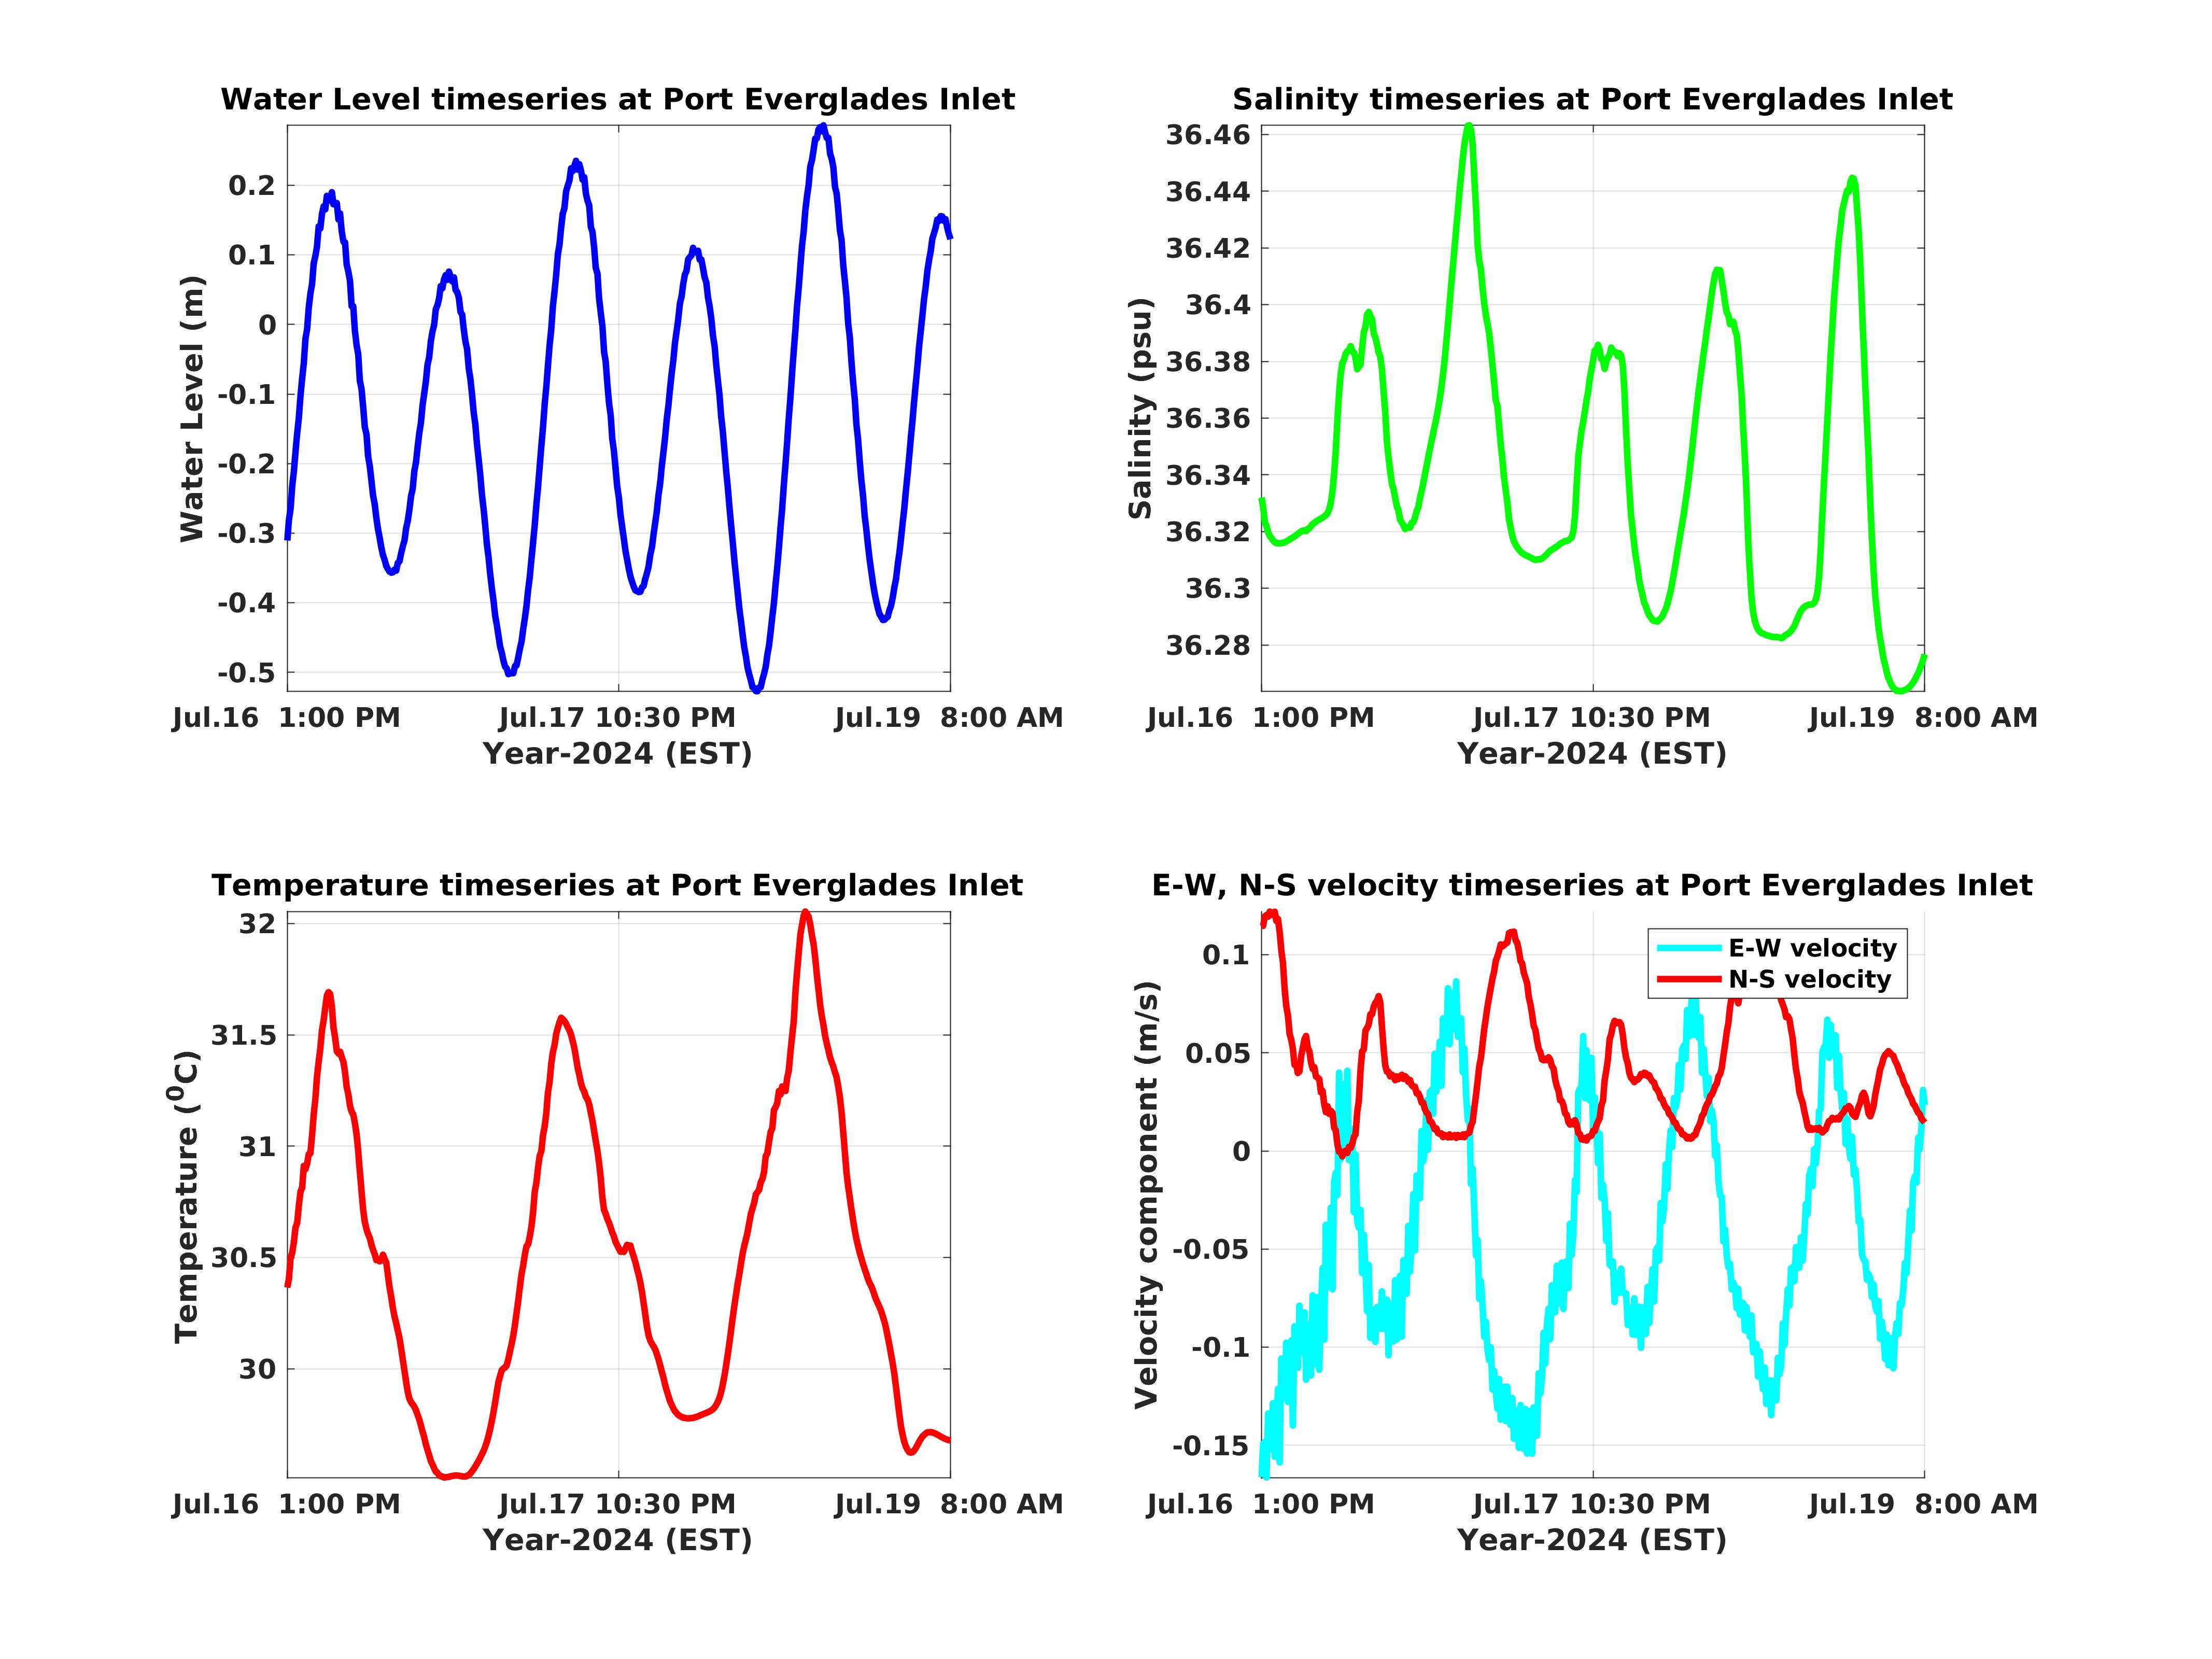 Water Level timeseries at Port Everglades Inlet
Water Level (m)
0.2
0.1
0
-0.1
-0.2
-0.3
-0.4
-0.5
Jul.16 1:00 PM
Jul.17 10:30 PM
Jul.19 8:00 AM
Year-2024 (EST)
Salinity timeseries at Port Everglades Inlet
Salinity (psu)
36.46
36.44
36.42
36.4
36.38
36.36
36.34
36.32
36.3
36.28
Jul.16 1:00 PM
Jul.17 10:30 PM
Jul.19 8:00 AM
Year-2024 (EST)
Temperature timeseries at Port Everglades Inlet
Temperature (⁰C)
32
31.5
31
30.5
30
Jul.16 1:00 PM
Jul.17 10:30 PM
Jul.19 8:00 AM
Year-2024 (EST)
E-W, N-S velocity timeseries at Port Everglades Inlet
Velocity component (m/s)
0.1
0.05
0
-0.05
-0.1
-0.15
E-W velocity
N-S velocity
Jul.16 1:00 PM
Jul.17 10:30 PM
Jul.19 8:00 AM
Year-2024 (EST)